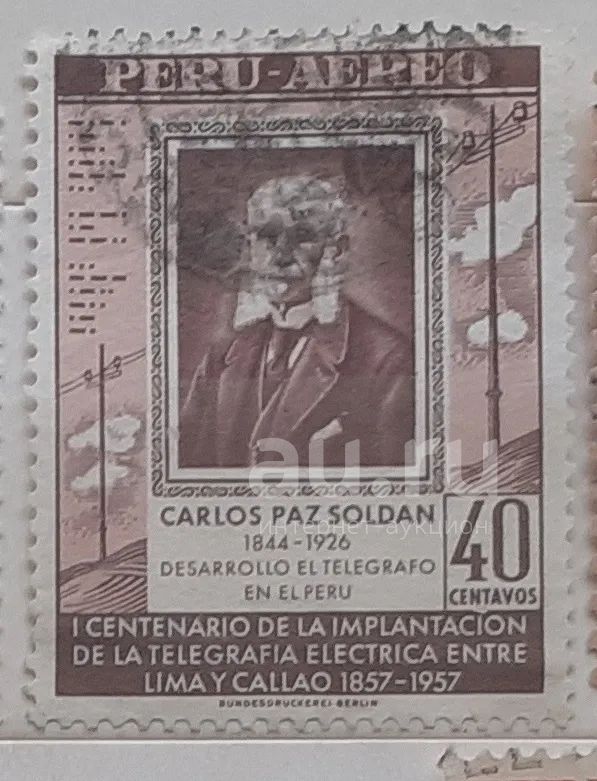 PERU-AEREO
CARLOS PAZ SOLDAN
1844-1926
DESARROLLO EL TELEGRAFO
EN EL PERU
40
CENTAVOS
I CENTENARIO DE LA IMPLANTACION
DE LA TELEGRAFIA ELECTRICA ENTRE
LIMA Y CALLAO 1857-1957
BUNDESDRUCKEREI BERLIN
au.ru
интернет-аукцион